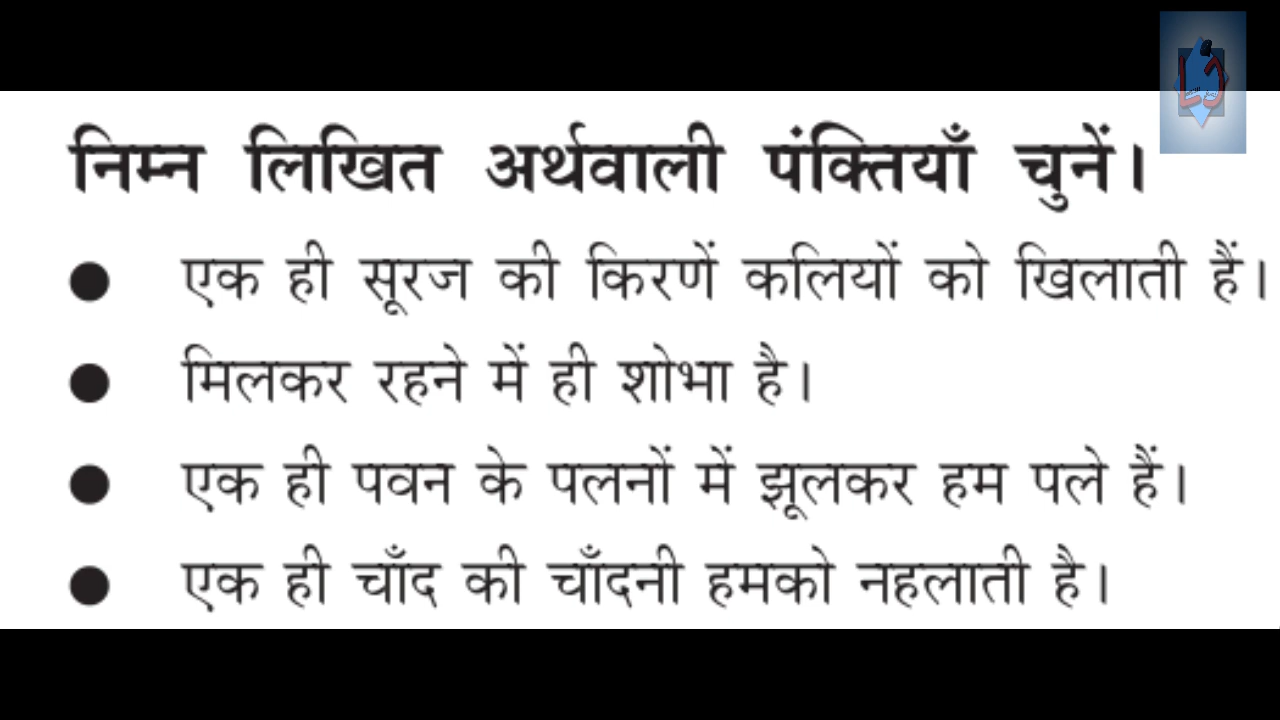 निम्न लिखित अर्थवाली पंक्तियाँ चुनें।
● एक ही सूरज की किरणें कलियों को खिलाती हैं।
● मिलकर रहने में ही शोभा है।
● एक ही पवन के पलनों में झूलकर हम पले हैं।
● एक ही चाँद की चाँदनी हमको नहलाती है।